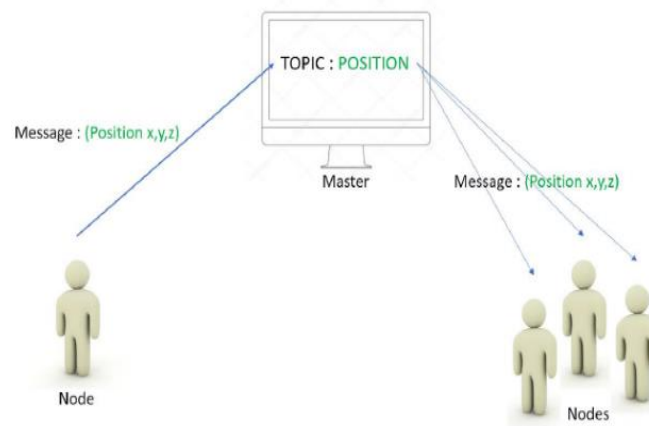 TOPIC : POSITION
Message : (Position x,y,z)
Master
Message : (Position x,y,z)
Node
Nodes